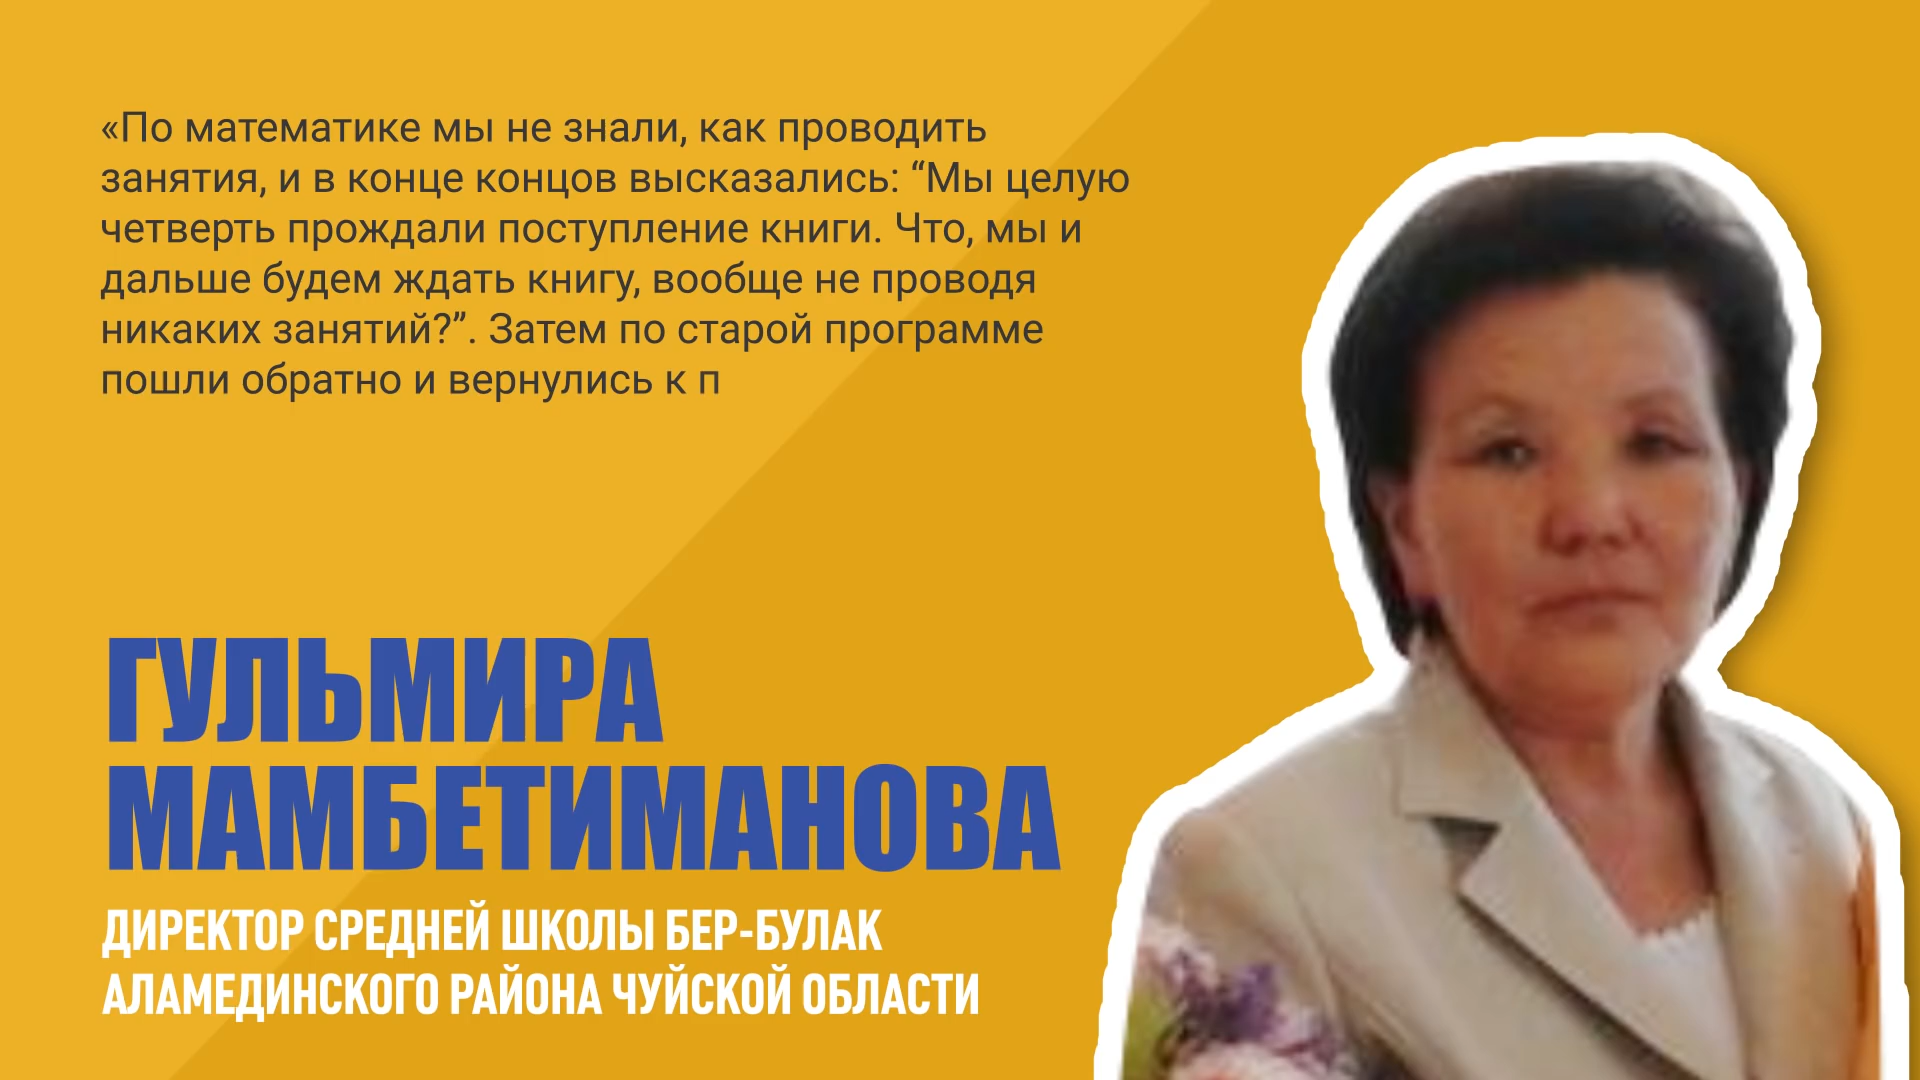 «По математике мы не знали, как проводить
занятия, и в конце концов высказались: “Мы целую
четверть прождали поступление книги. Что, мы и
дальше будем ждать книгу, вообще не проводя
никаких занятий?”. Затем по старой программе
пошли обратно и вернулись к п
ГУЛЬМИРА
МАМБЕТИМАНОВА
ДИРЕКТОР СРЕДНЕЙ ШКОЛЫ БЕР-БУЛАК
АЛАМЕДИНСКОГО РАЙОНА ЧУЙСКОЙ ОБЛАСТИ